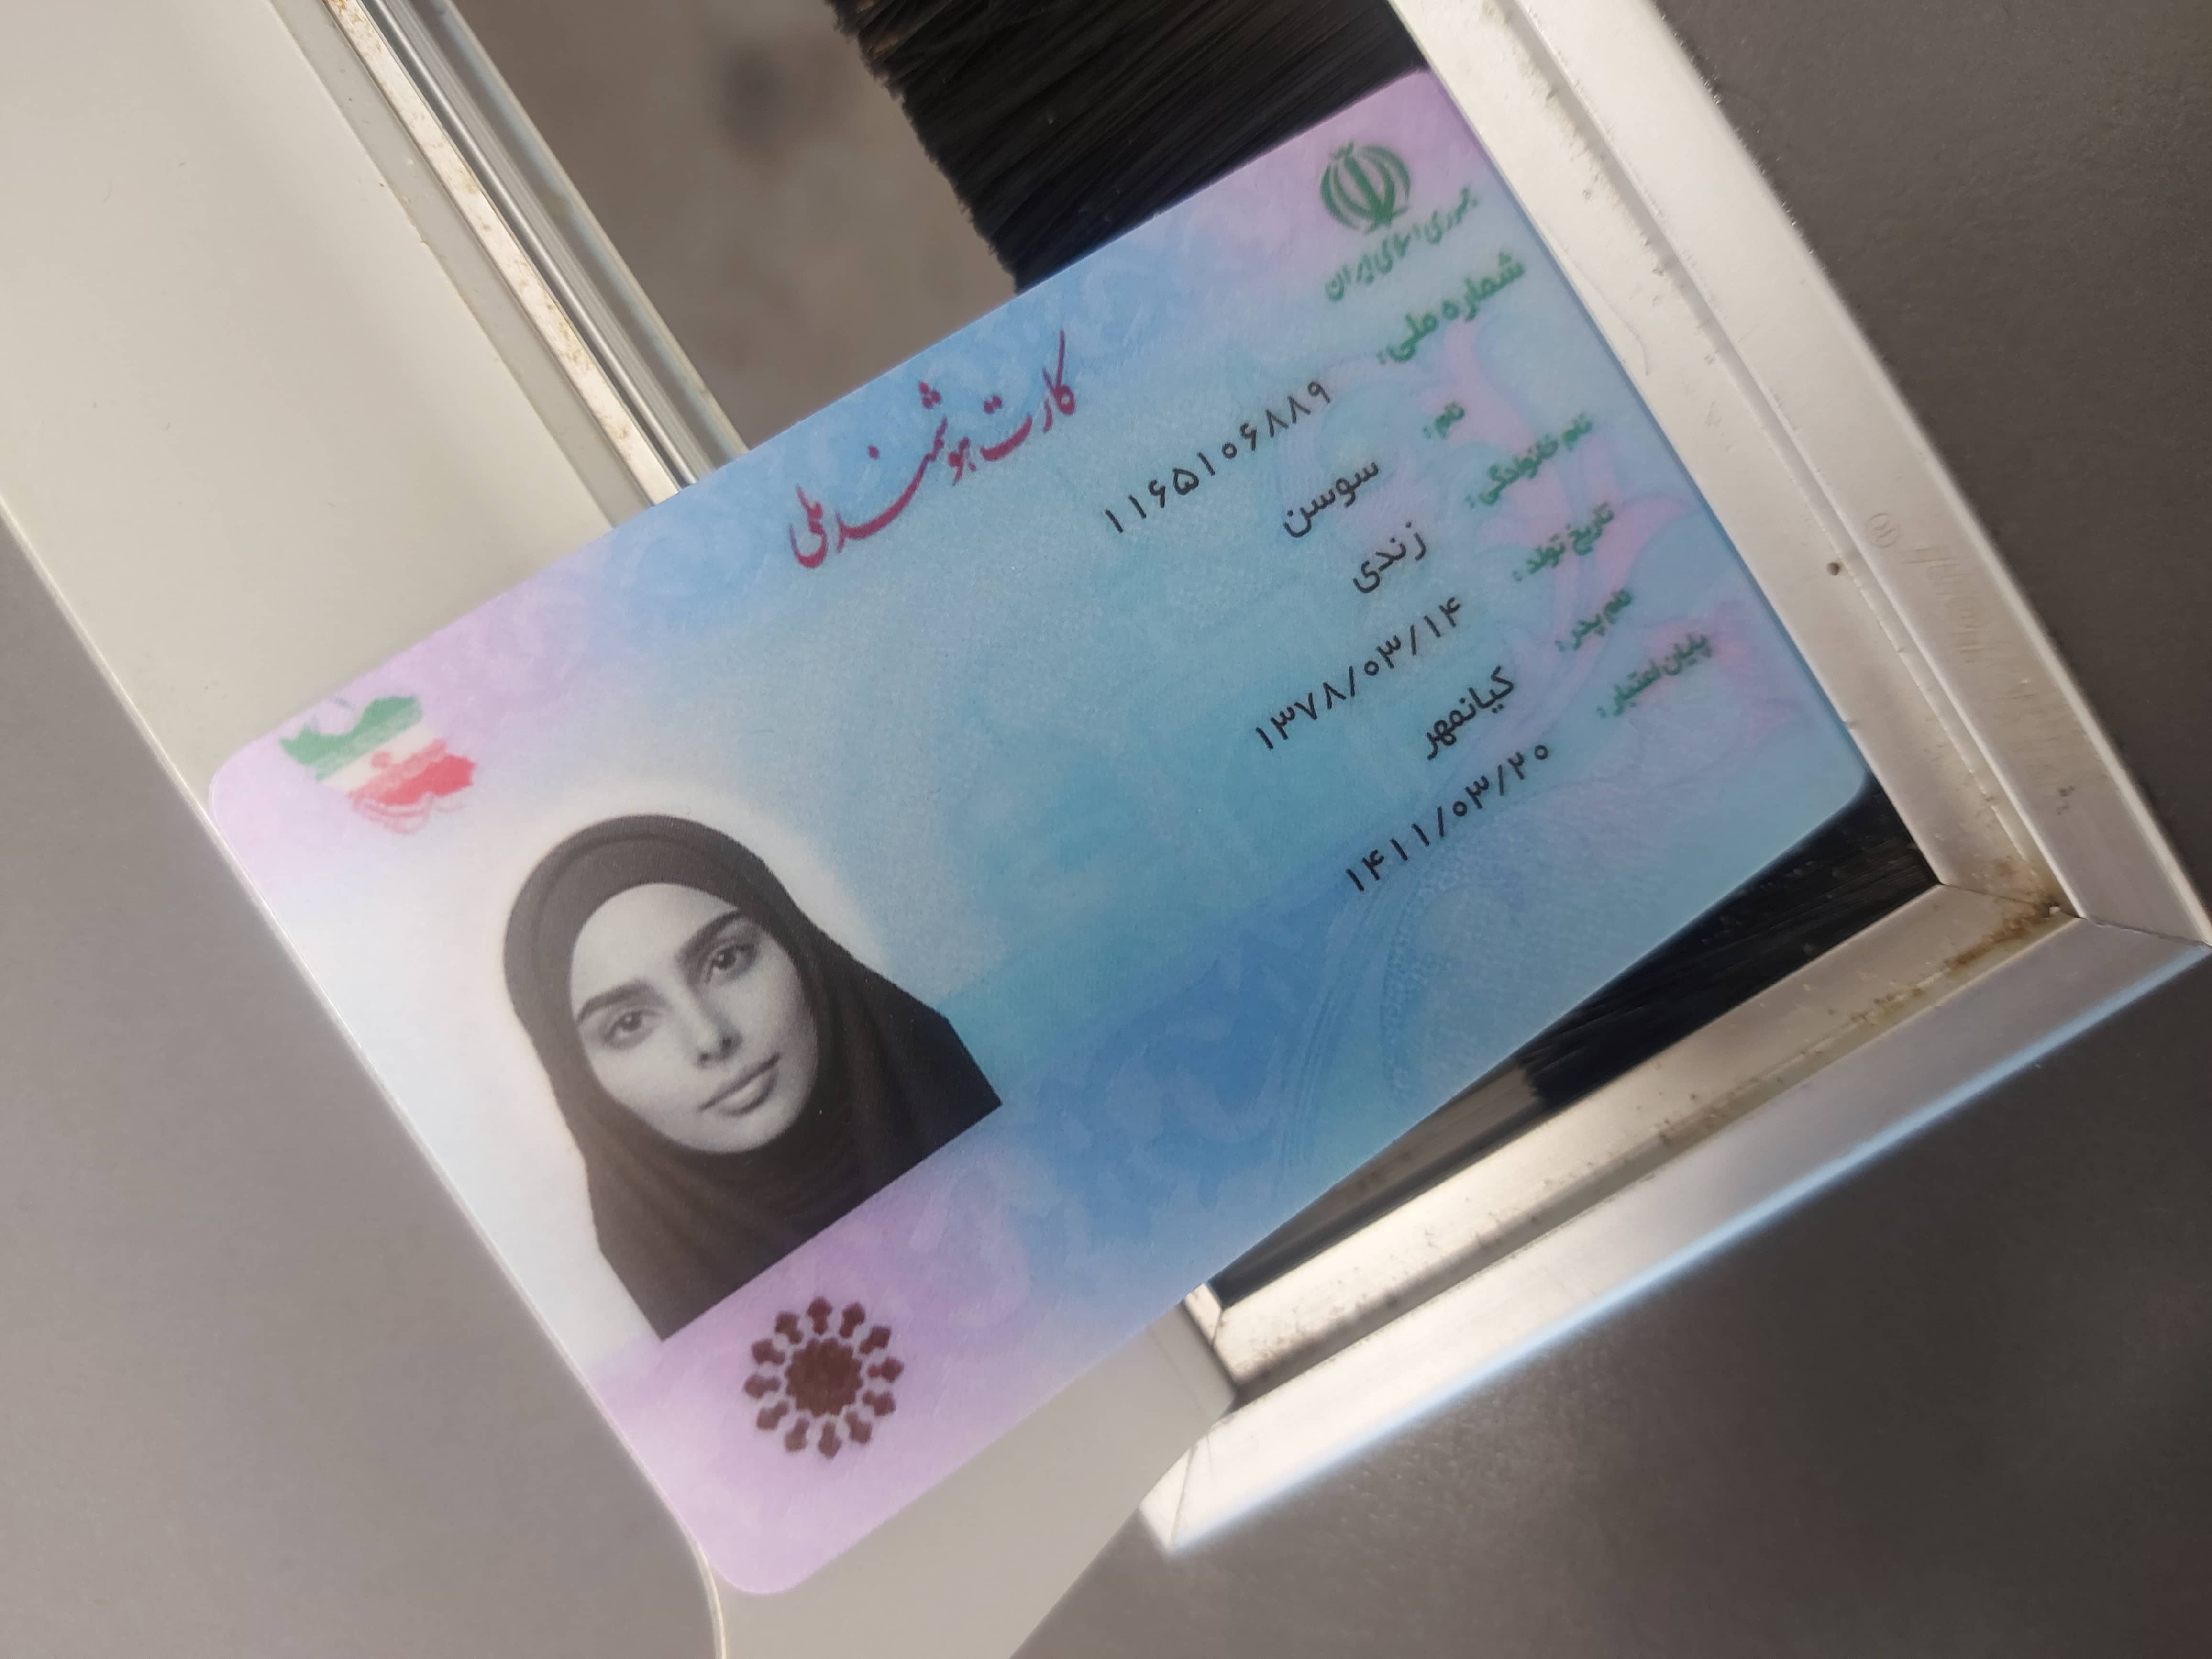 جمهوری اسلامی ایران
کارت هوشمند ملی
شماره ملی: ۱۱۶۵۱۰۶۸۸۹
نام: سوسن
نام خانوادگی: زندی
تاریخ تولد: ۱۳۷۸/۰۳/۱۴
نام پدر: کیانمهر
پایان اعتبار: ۱۴۱۱/۰۳/۲۰